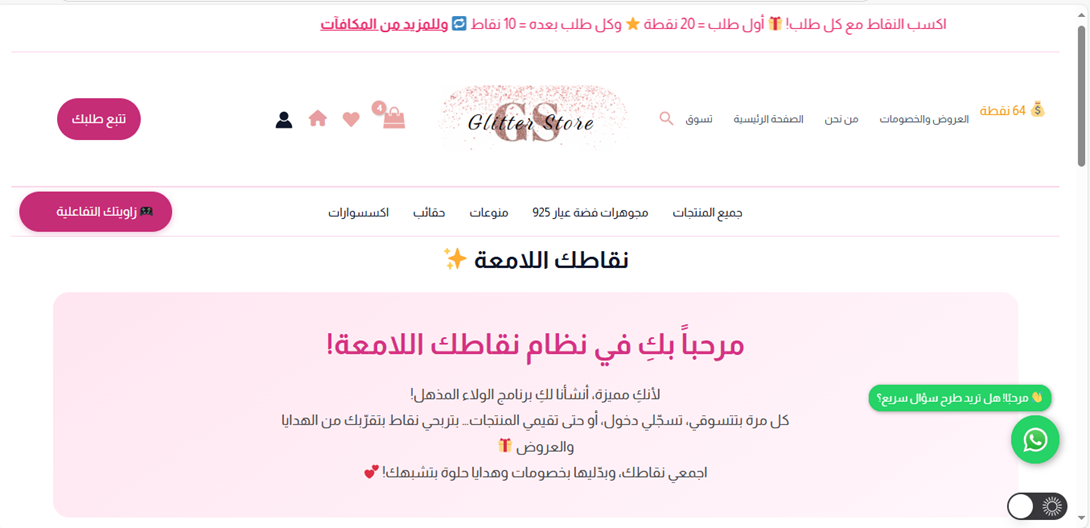 اكسب النقاط مع كل طلب! 🎁 أول طلب = 20 نقطة ⭐ وكل طلب بعده = 10 نقاط 🔁 وللمزيد من المكافآت
💰 64 نقطة
العروض والخصومات
من نحن
الصفحة الرئيسية
تسوق
GS
Glitter Store
4
تتبع طلبك
جميع المنتجات
مجوهرات فضة عيار 925
منوعات
حقائب
اكسسوارات
🎮 زاويتك التفاعلية
نقاطك اللامعة ✨
مرحباً بكِ في نظام نقاطك اللامعة!
لأنكِ مميزة، أنشأنا لكِ برنامج الولاء المذهل!
كل مرة بتتسوقي، تسجّلي دخول، أو حتى تقيمي المنتجات... بتربحي نقاط بتقرّبك من الهدايا
والعروض 🎁
اجمعي نقاطك، وبدّليها بخصومات وهدايا حلوة بتشبهك! 💕
👋 مرحبًا! هل تريد طرح سؤال سريع؟